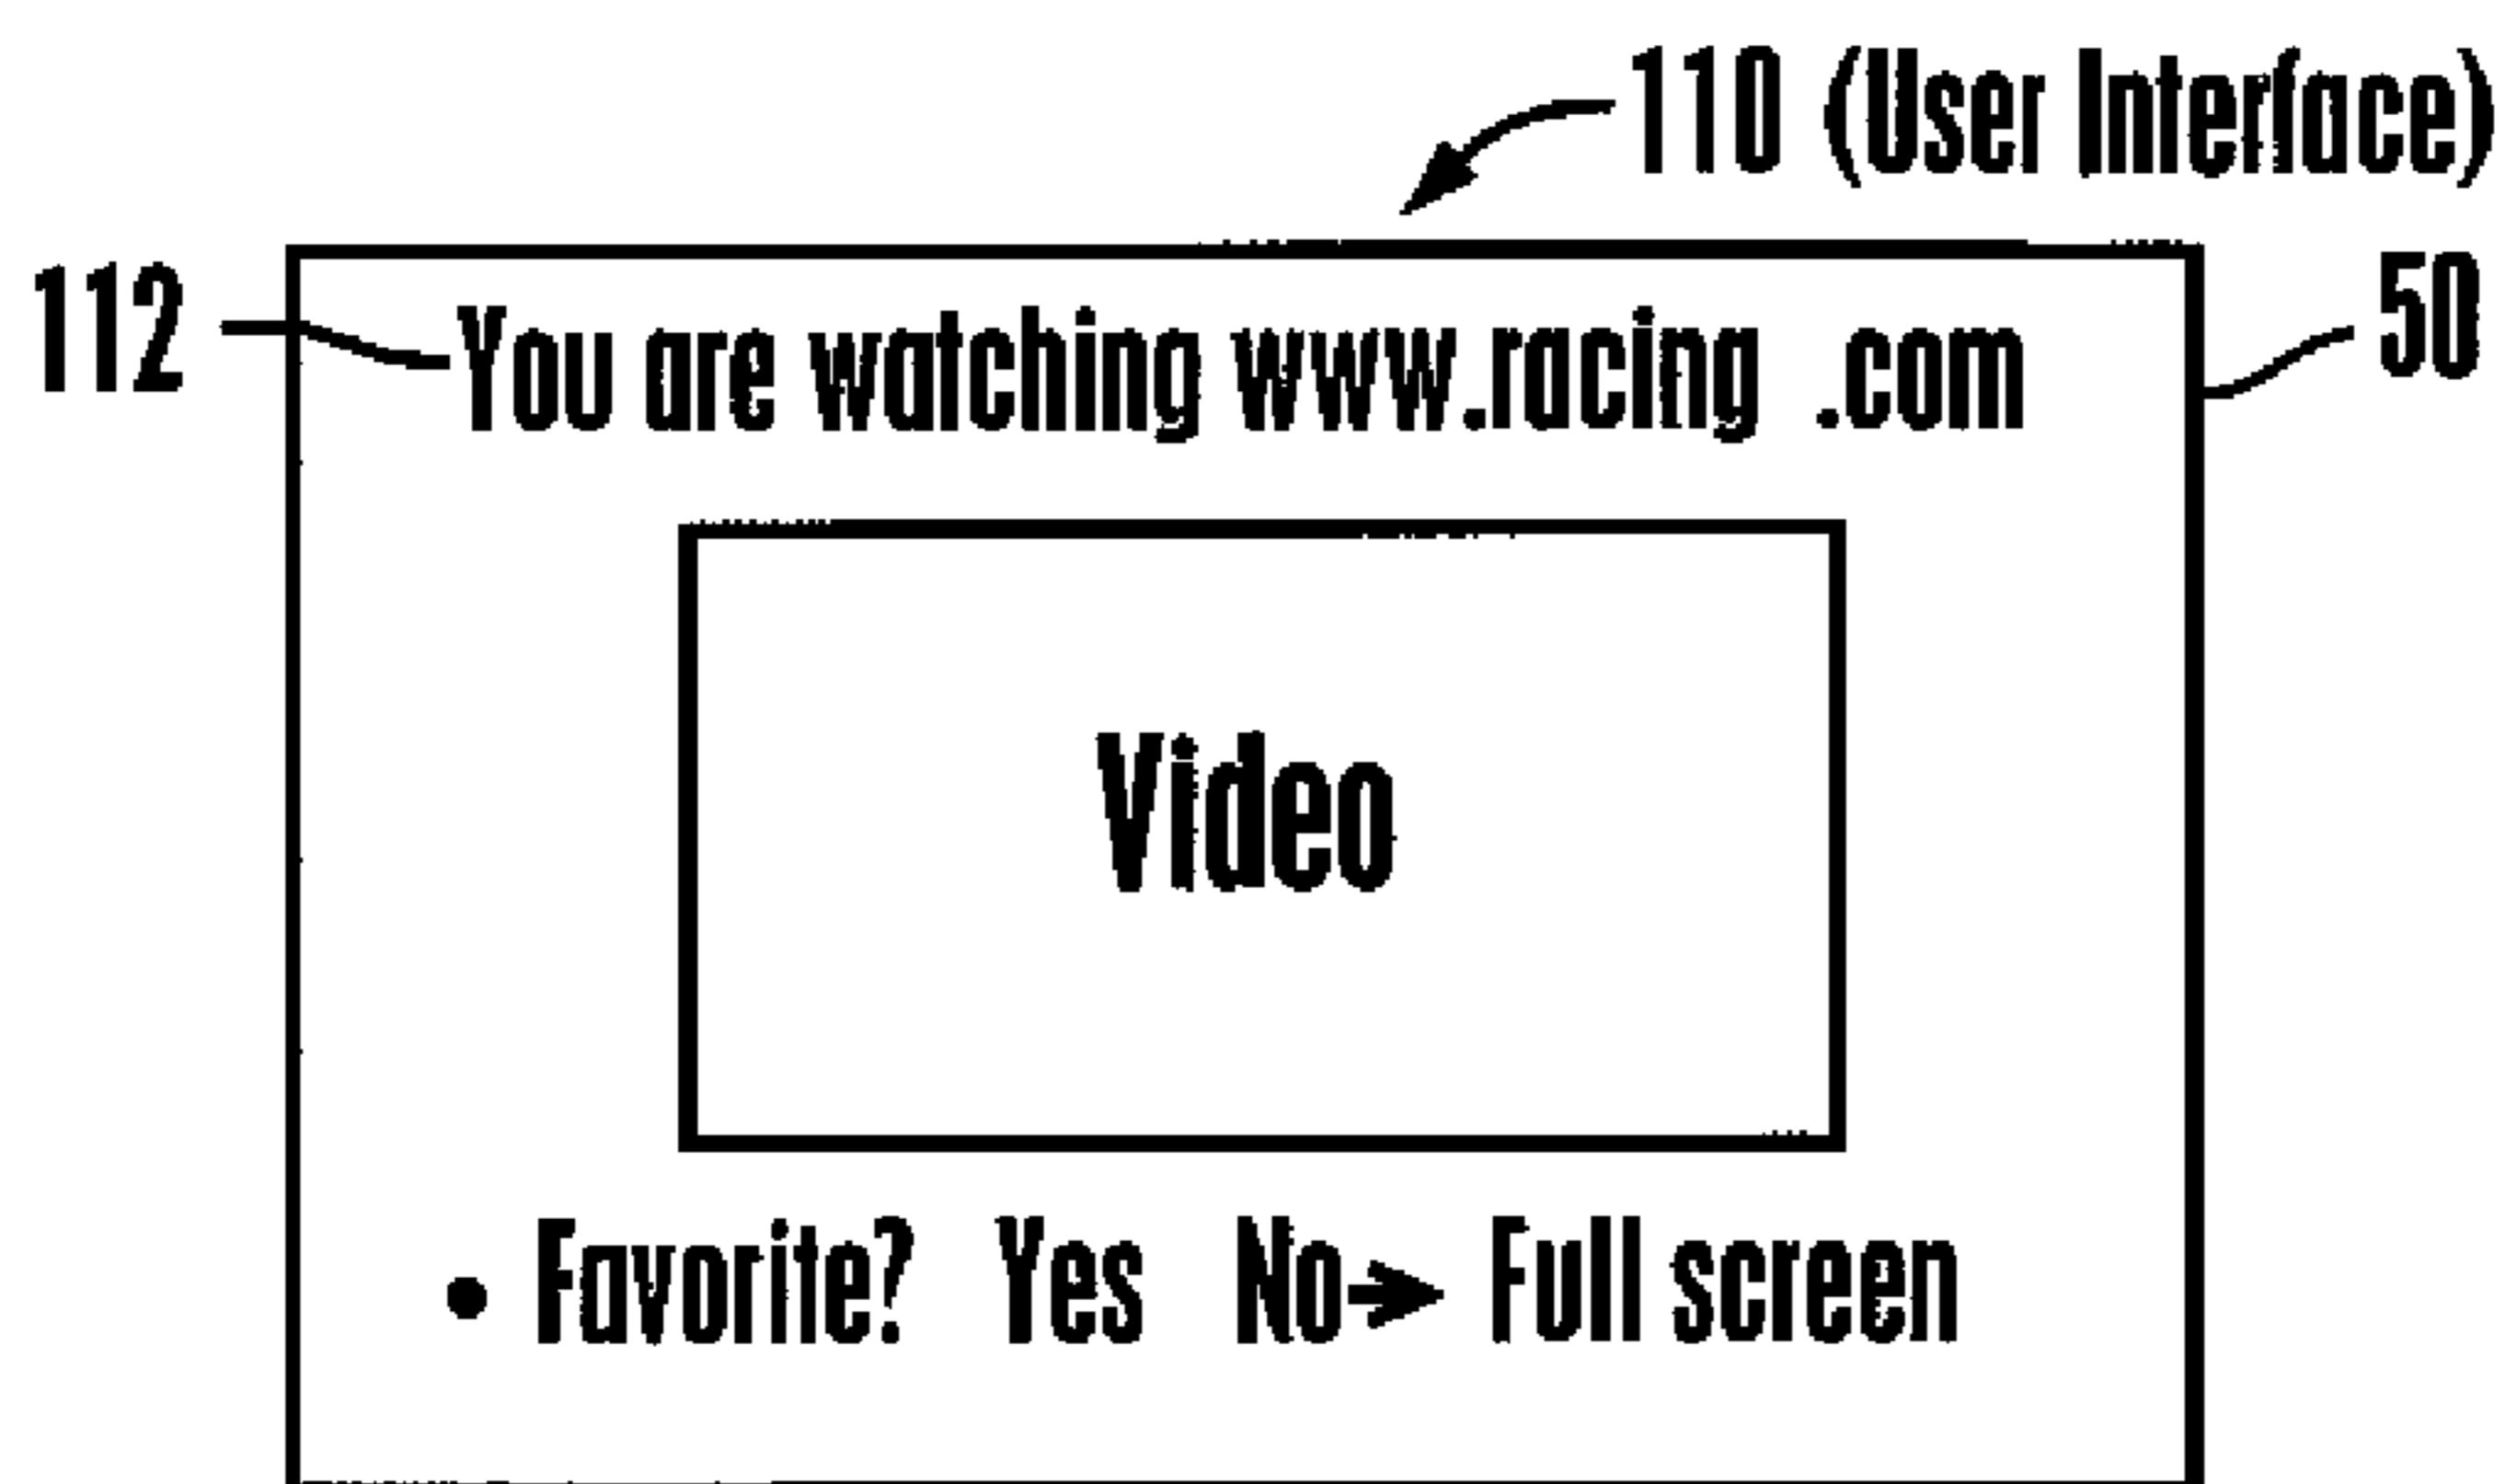 110 (User Interface)
112
50
You are watching www.racing .com
Video
• Favorite? Yes No→ Full screen